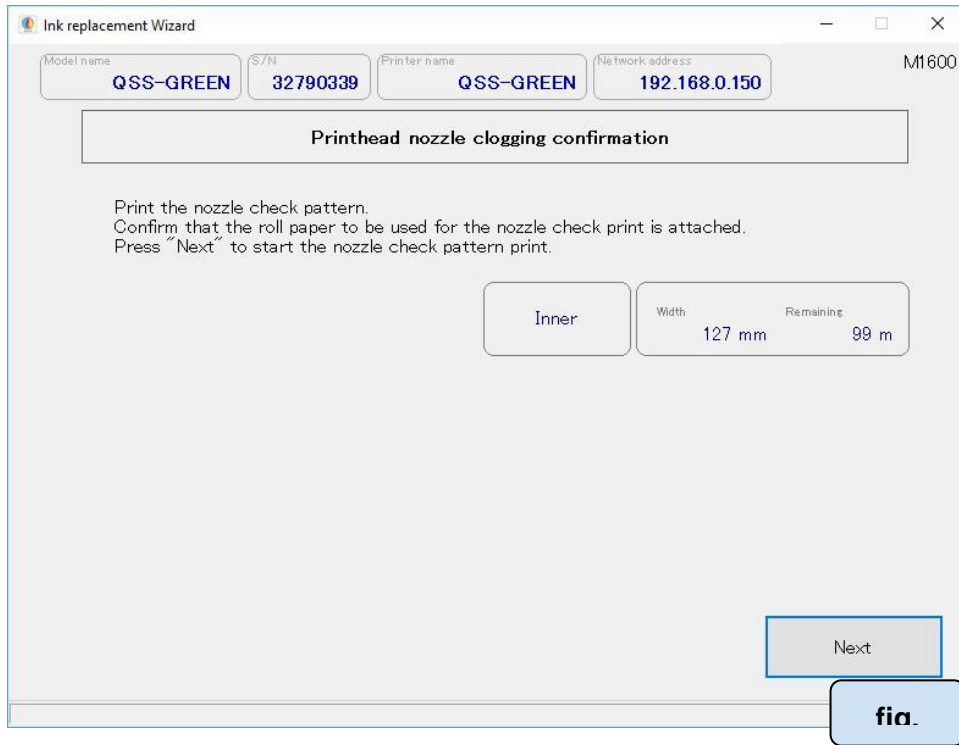 Ink replacement Wizard
Model name
QSS-GREEN
S/N
32790339
Printer name
QSS-GREEN
Network address
192.168.0.150
M1600
Printhead nozzle clogging confirmation
Print the nozzle check pattern.
Confirm that the roll paper to be used for the nozzle check print is attached.
Press "Next" to start the nozzle check pattern print.
Inner
Width
127 mm
Remaining
99 m
Next
fig.